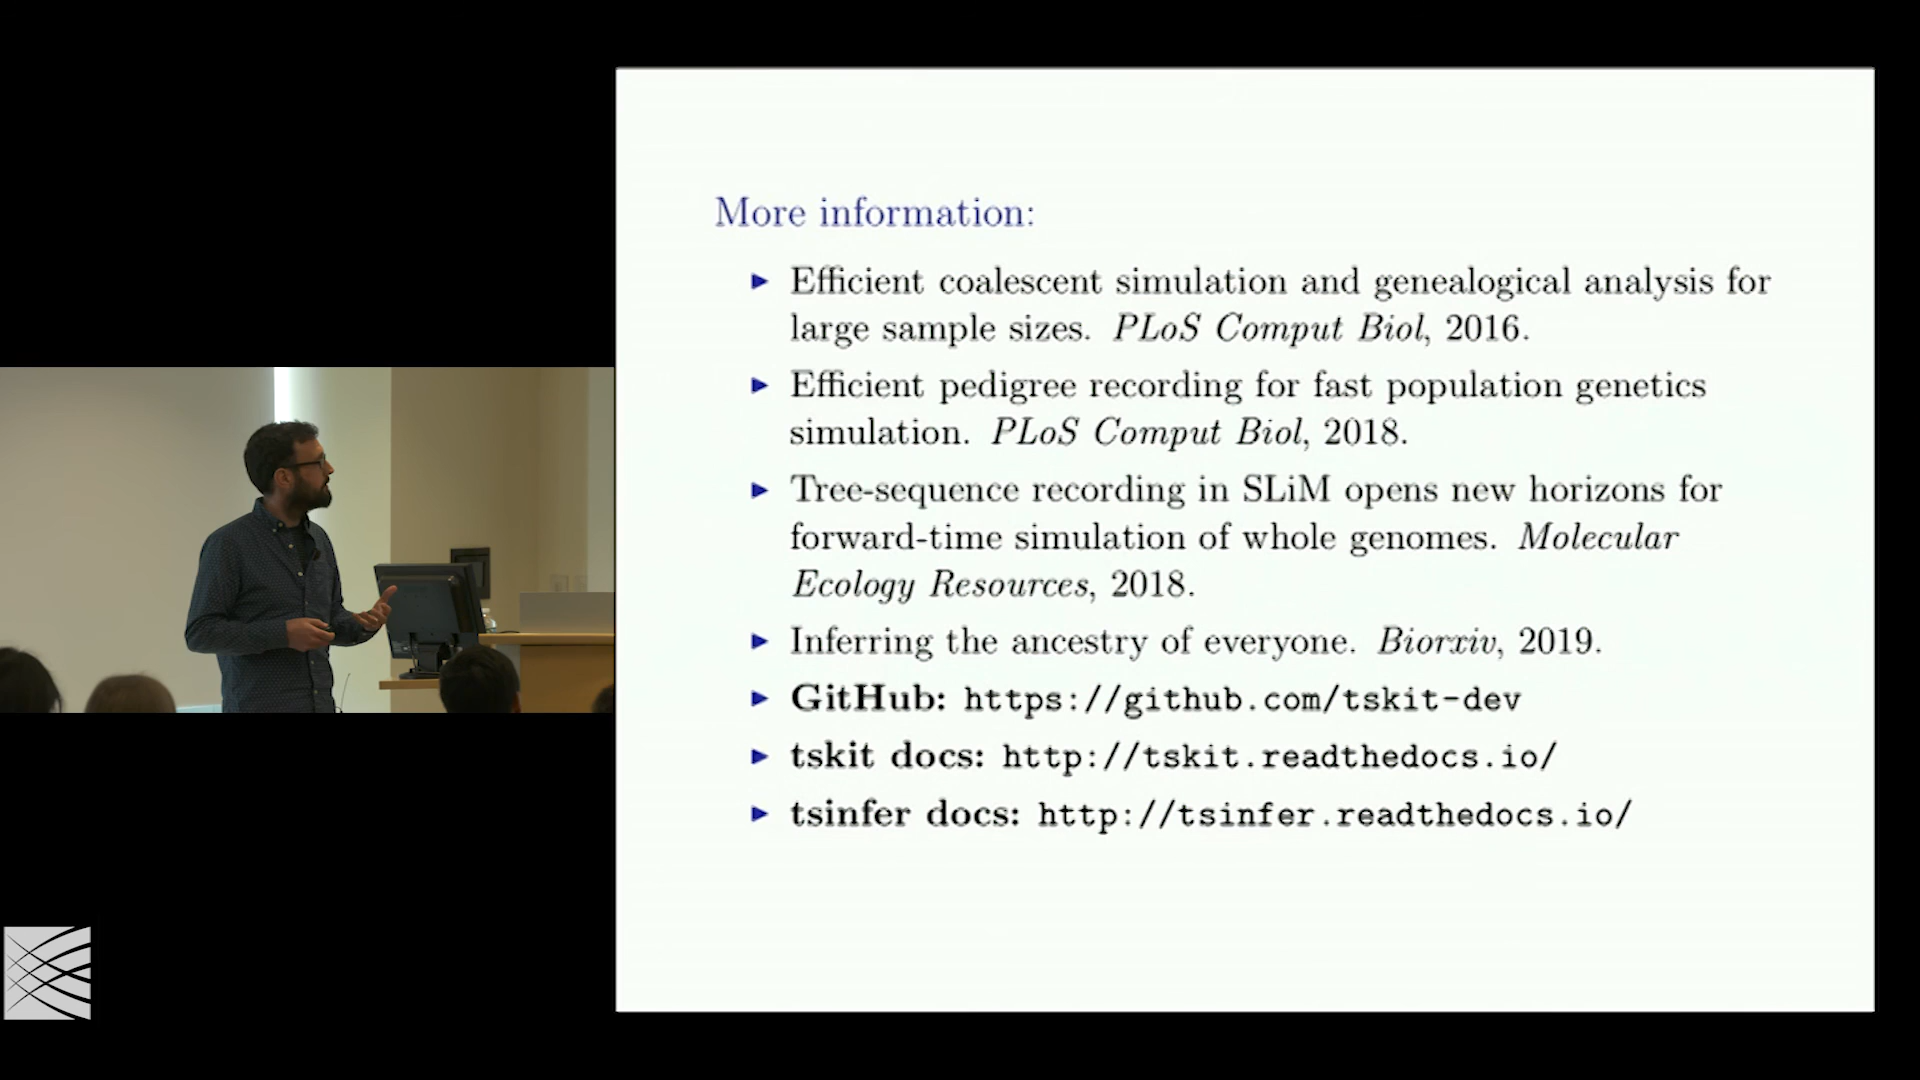 More information:
Efficient coalescent simulation and genealogical analysis for
large sample sizes. PLoS Comput Biol, 2016.
Efficient pedigree recording for fast population genetics
simulation. PLoS Comput Biol, 2018.
Tree-sequence recording in SLiM opens new horizons for
forward-time simulation of whole genomes. Molecular
Ecology Resources, 2018.
Inferring the ancestry of everyone. Biorxiv, 2019.
GitHub: https://github.com/tskit-dev
tskit docs: http://tskit.readthedocs.io/
tsinfer docs: http://tsinfer.readthedocs.io/